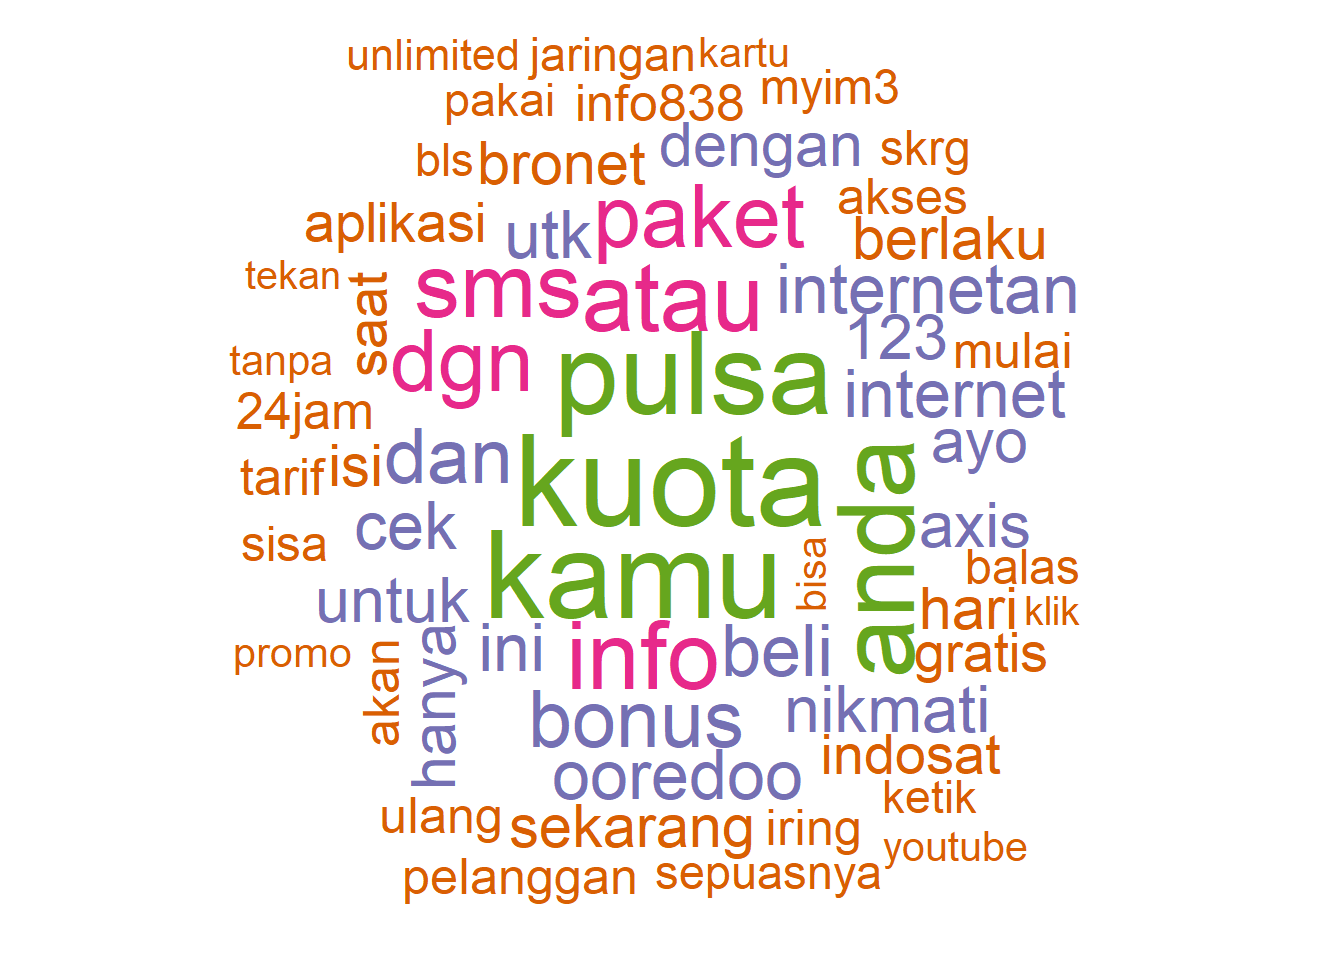 unlimited jaringan kartu
pakai info838 myim3
bls bronet dengan skrg
aplikasi utk paket akses
berlaku
tekan saat sms atau internetan
tanpa dgn pulsa 123 mulai
24jam internet
tarif isi dan kuota anda ayo
sisa cek axis
kamu bisa balas
untuk hari klik
promo akan hanya ini info beli gratis
bonus nikmati
ooredoo indosat
ketik
ulang sekarang iring youtube
pelanggan sepuasnya